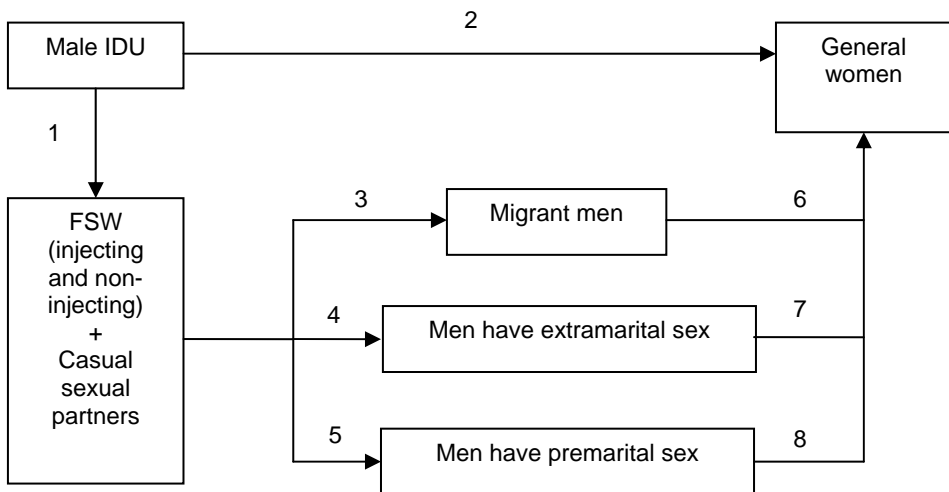 2
Male IDU
General
women
1
FSW
(injecting
and non-
injecting)
+
Casual
sexual
partners
3
Migrant men
6
4
Men have extramarital sex
7
5
Men have premarital sex
8